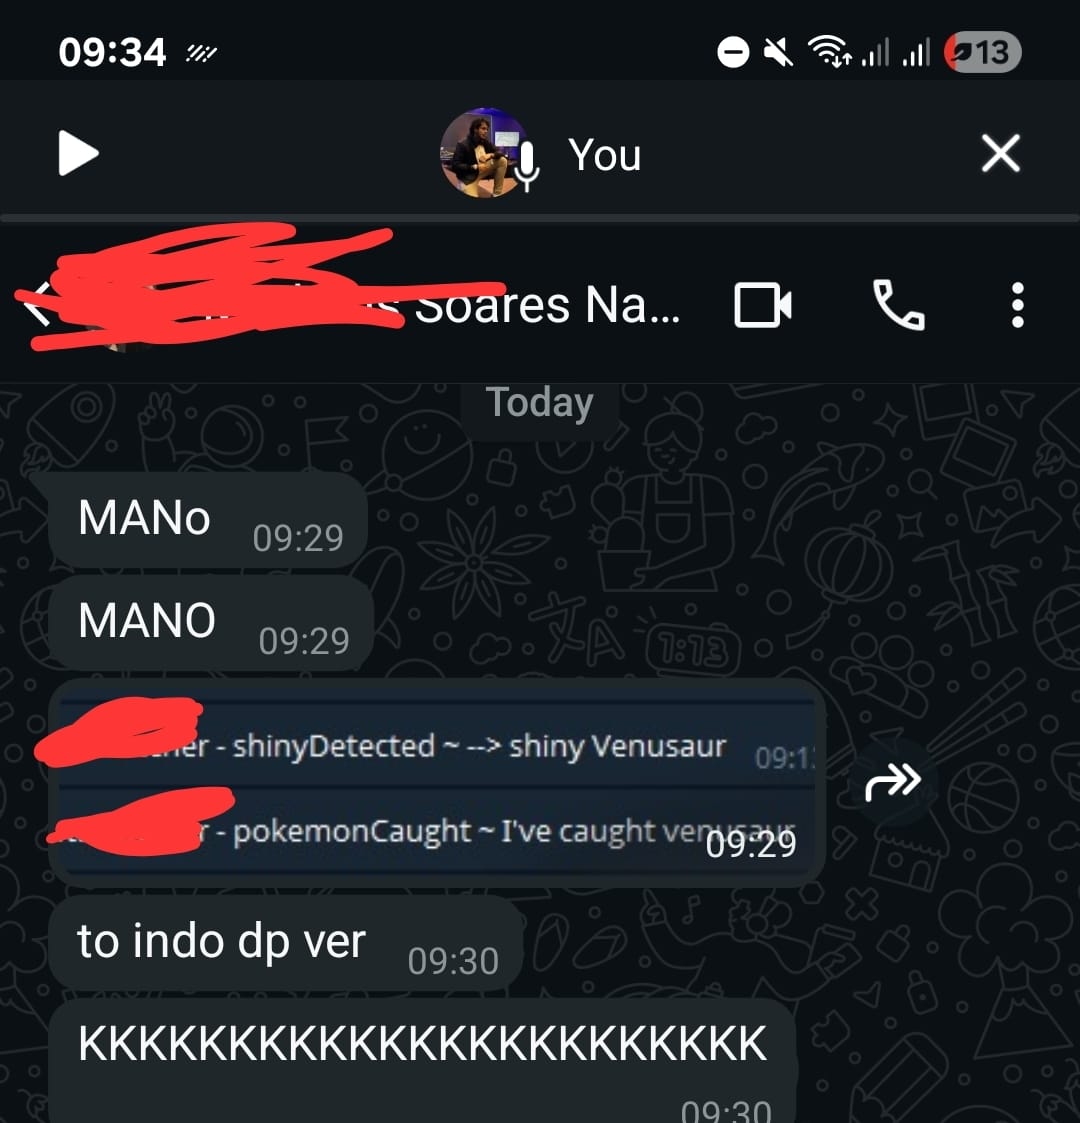 09:34
13
You
Soares Na...
Today
MANo 09:29
MANO 09:29
- shinyDetected ~ --> shiny Venusaur
- pokemonCaught ~ I've caught venusaur 09:29
to indo dp ver 09:30
KKKKKKKKKKKKKKKKKKKKKKK
09:30